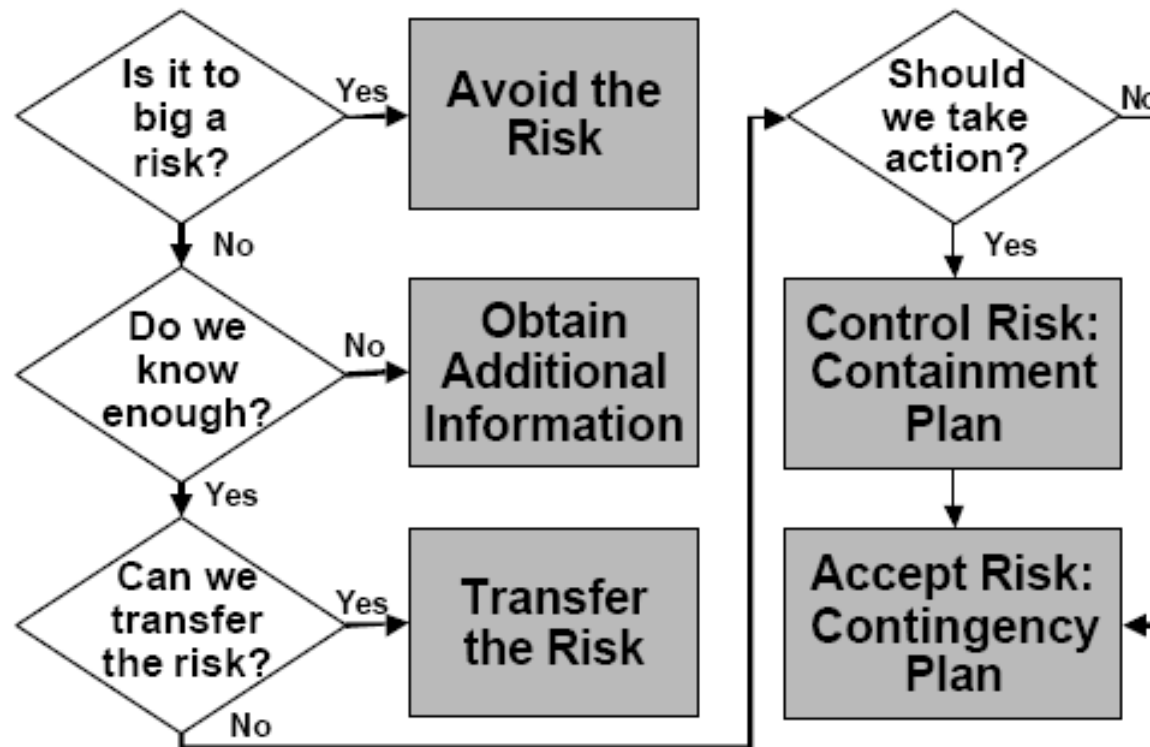 Is it to
big a
risk?
Yes
Avoid the
Risk
No
Do we
know
enough?
No
Obtain
Additional
Information
Yes
Can we
transfer
the risk?
Yes
Transfer
the Risk
No
Should
we take
action?
No
Yes
Control Risk:
Containment
Plan
Accept Risk:
Contingency
Plan